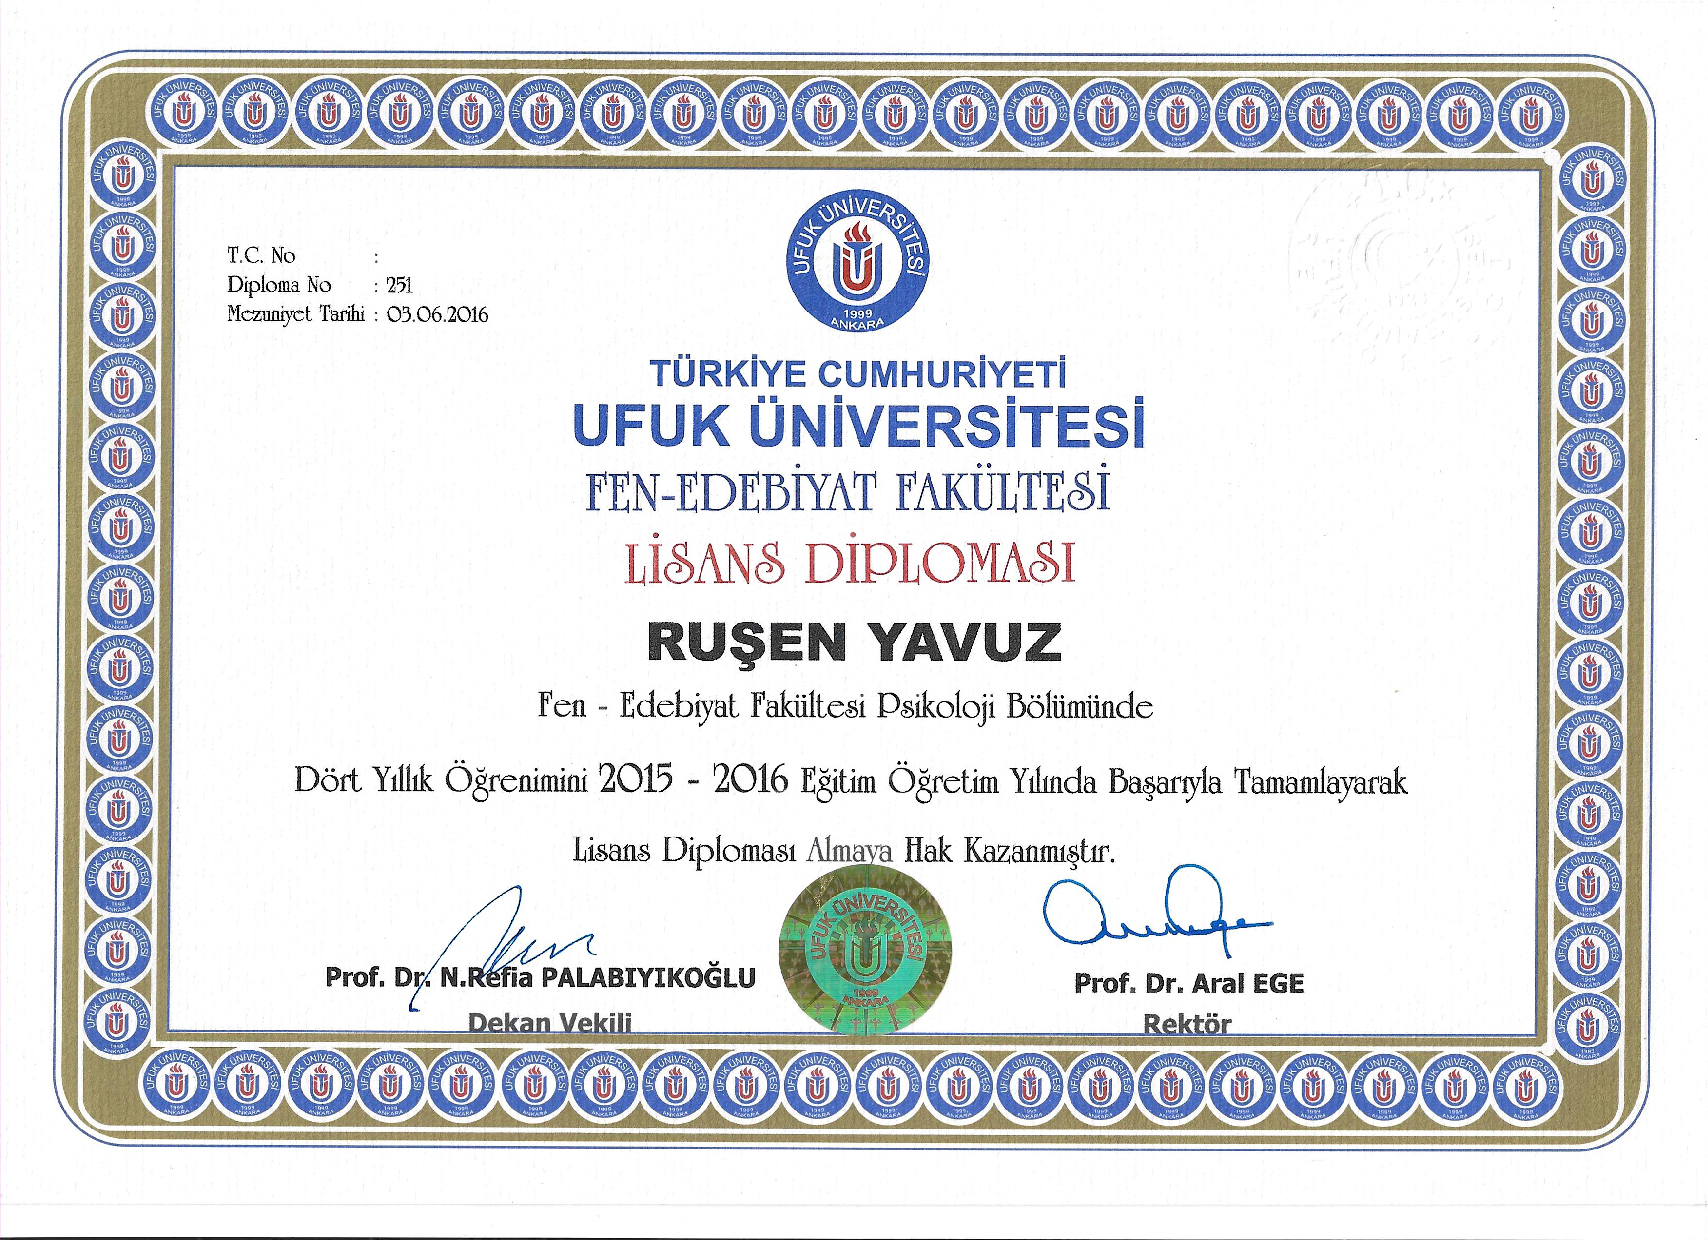 UFUK ÜNİVERSİTESİ
1999
ANKARA
T.C. No :
Diploma No : 251
Mezuniyet Tarihi : 03.06.2016
TÜRKİYE CUMHURİYETİ
UFUK ÜNİVERSİTESİ
FEN-EDEBİYAT FAKÜLTESİ
LİSANS DİPLOMASI
RUŞEN YAVUZ
Fen - Edebiyat Fakültesi Psikoloji Bölümünde
Dört Yıllık Öğrenimini 2015 - 2016 Eğitim Öğretim Yılında Başarıyla Tamamlayarak
Lisans Diploması Almaya Hak Kazanmıştır.
UFUK ÜNİVERSİTESİ
1999
ANKARA
Prof. Dr. N.Refia PALABIYIKOĞLU
Dekan Vekili
Prof. Dr. Aral EGE
Rektör